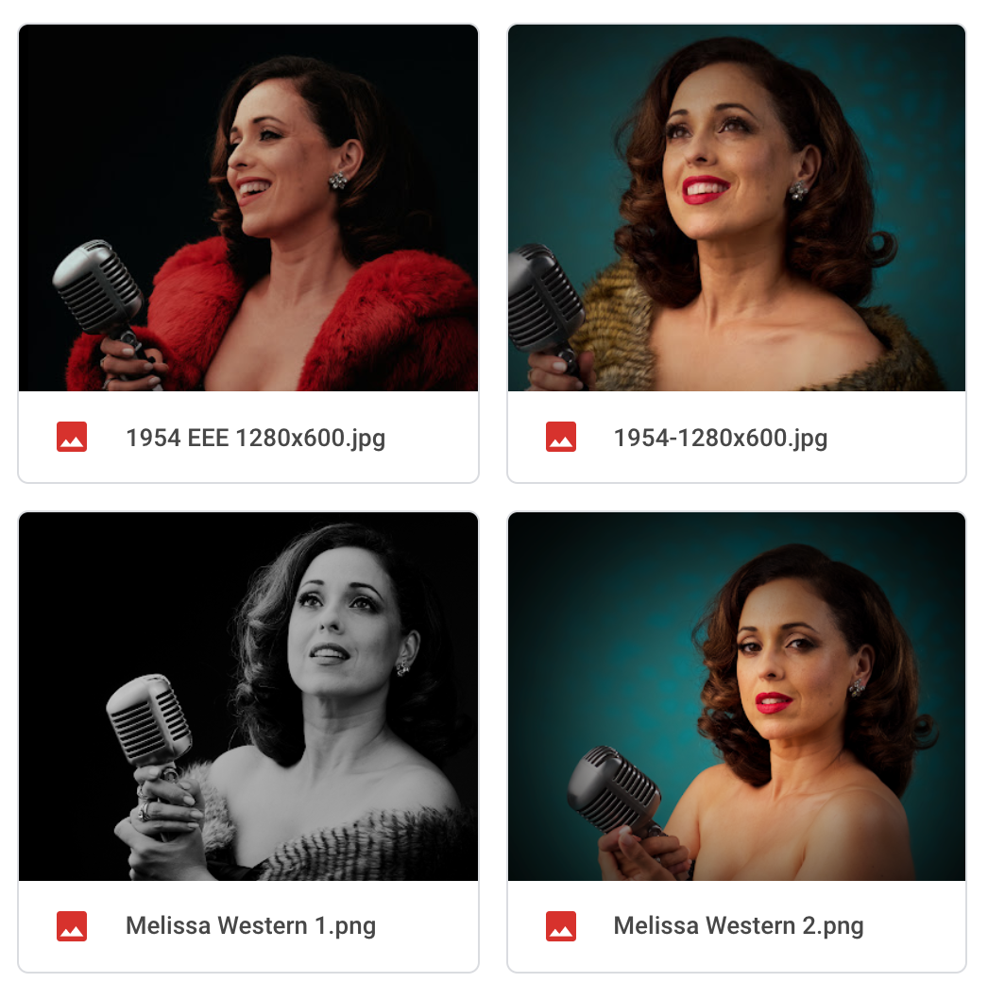 1954 EEE 1280x600.jpg
1954-1280x600.jpg
Melissa Western 1.png
Melissa Western 2.png